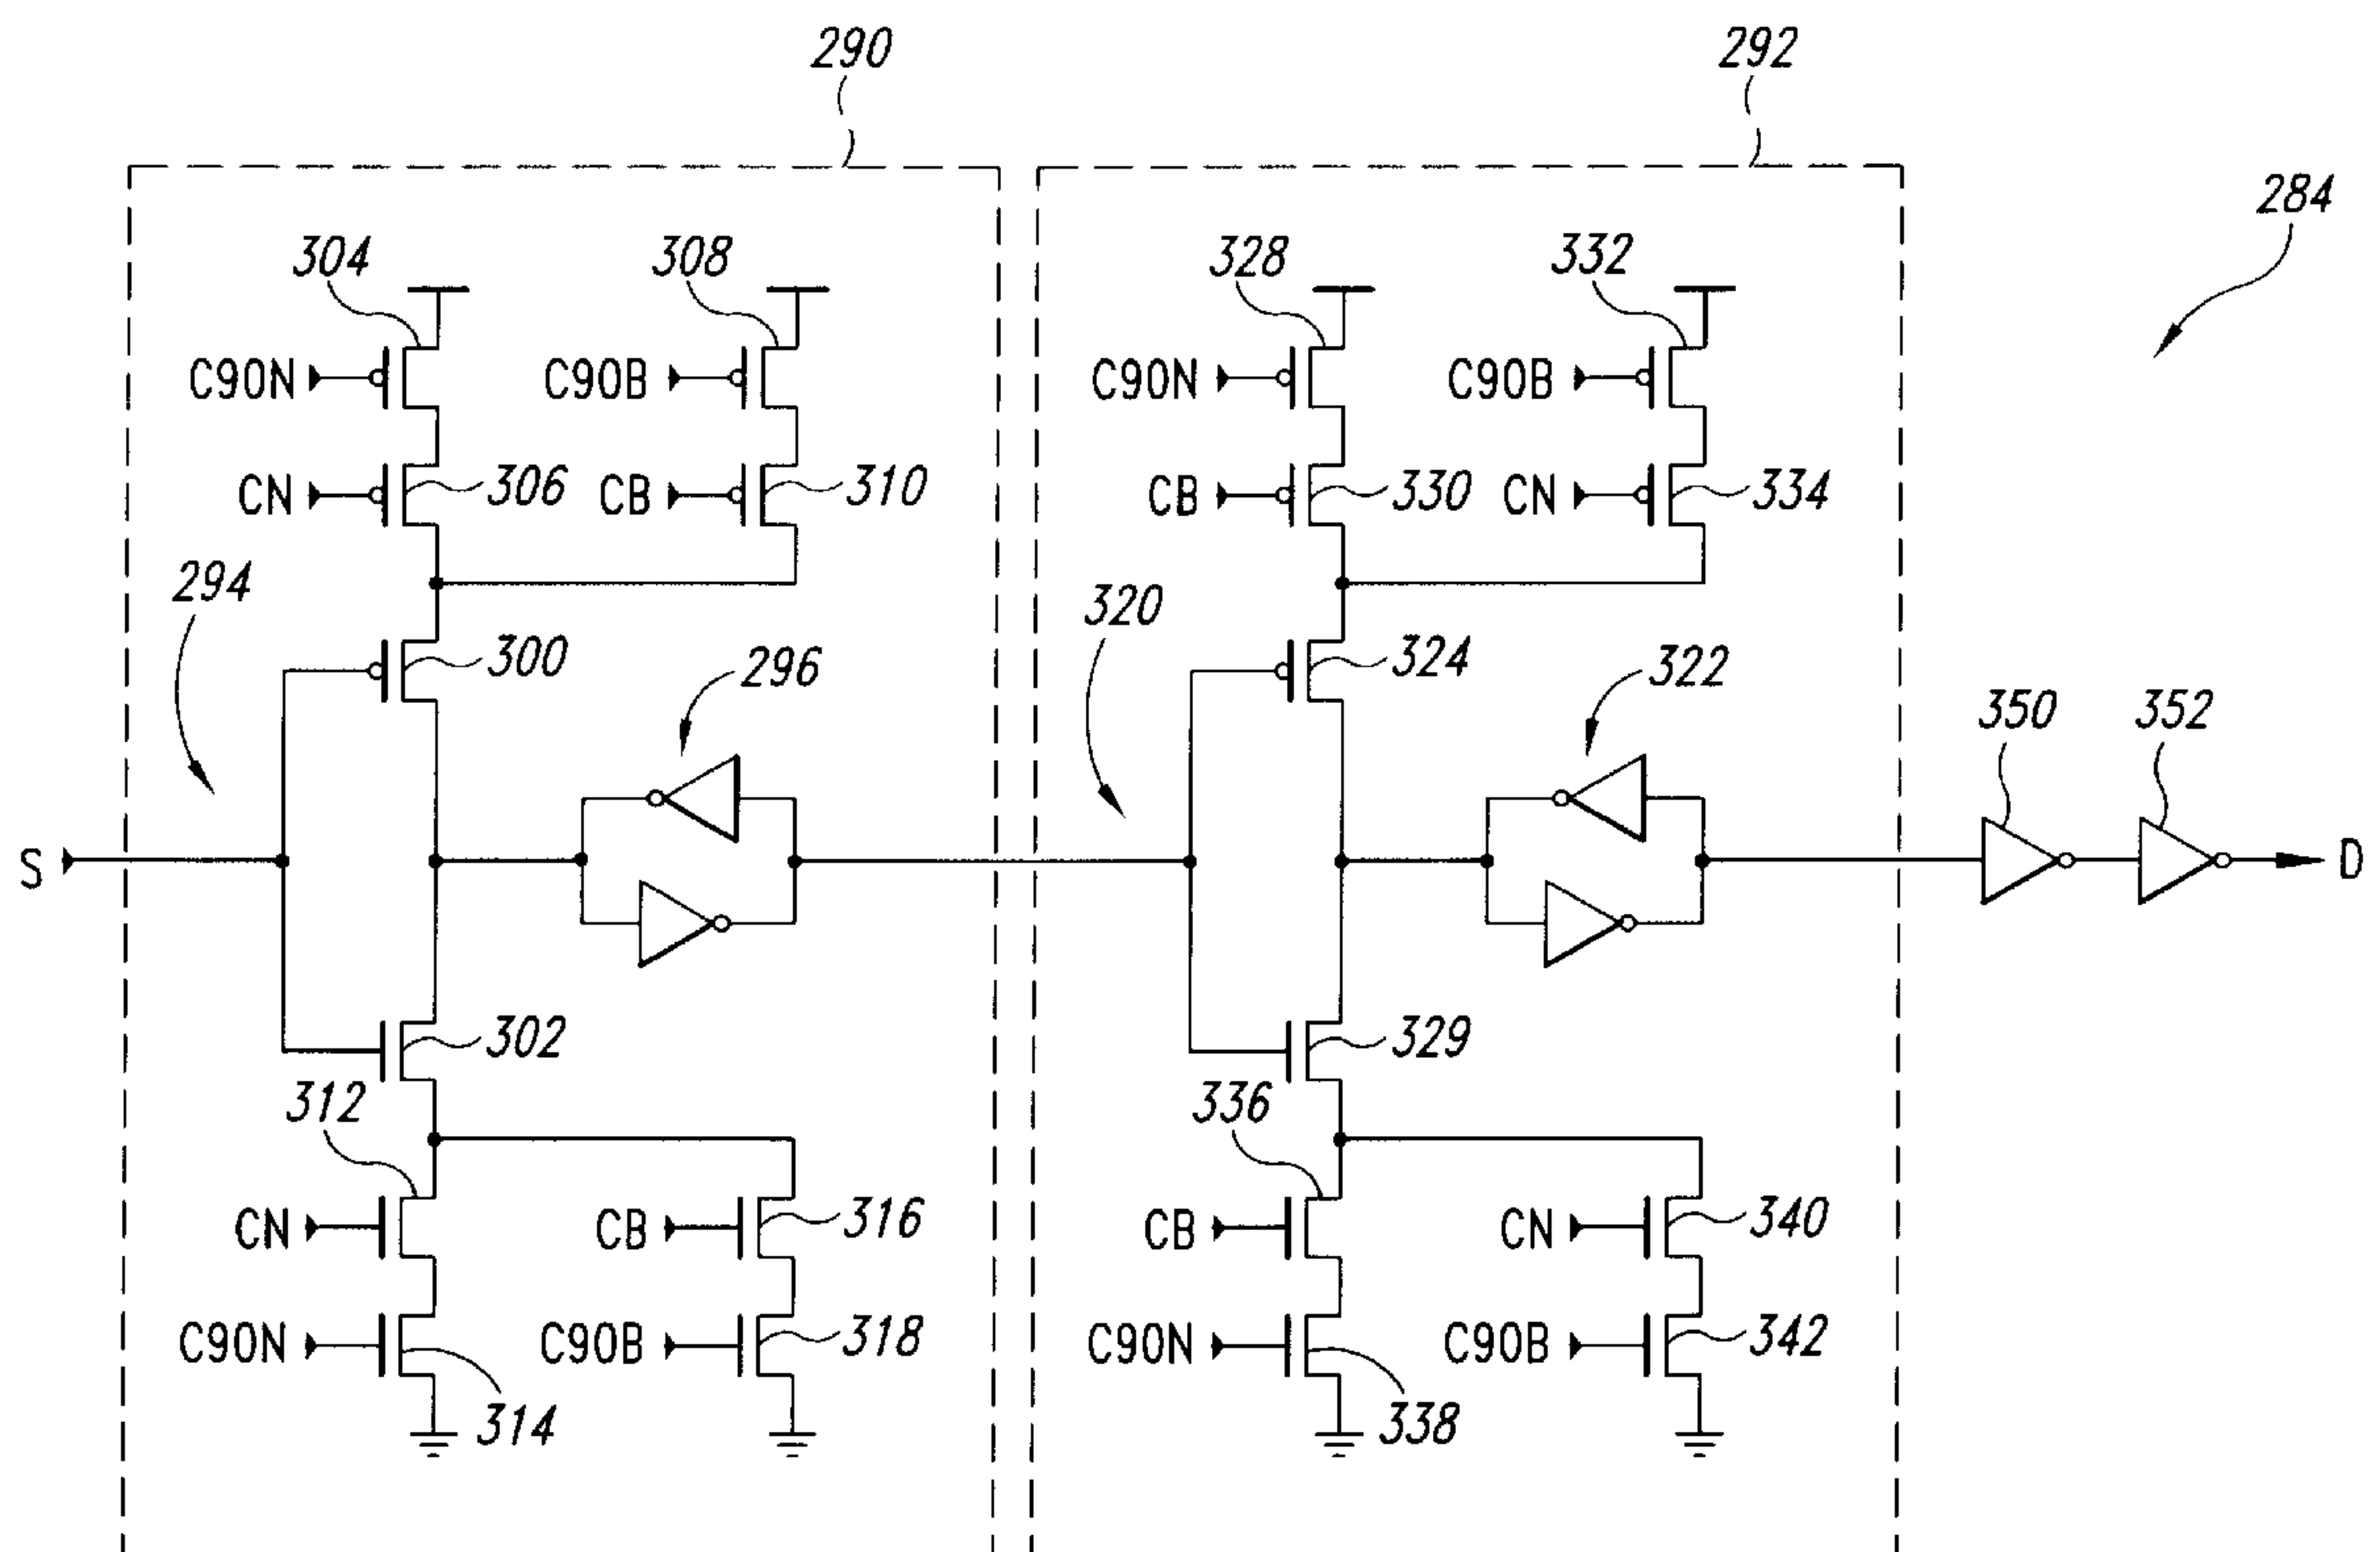 290 292
284
304 308 328 332
C90N C90B C90N C90B
CN 306 CB 310 CB 330 CN 334
294 320
300 296 324 322
350 352
S D
302 329
312 336
CN CB 316 CB CN 340
C90N C90B 318 C90N C90B 342
314 338